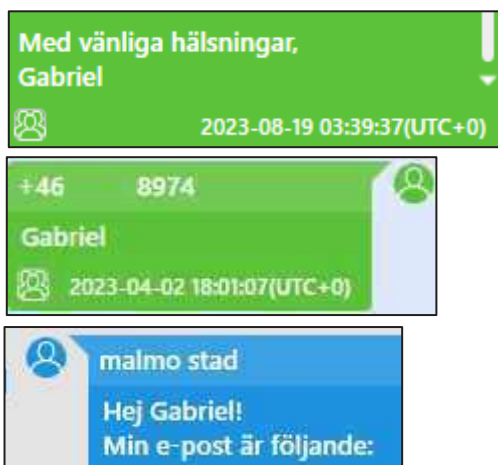 Med vänliga hälsningar,
Gabriel
2023-08-19 03:39:37(UTC+0)
+46 8974
Gabriel
2023-04-02 18:01:07(UTC+0)
malmo stad
Hej Gabriel!
Min e-post är följande: